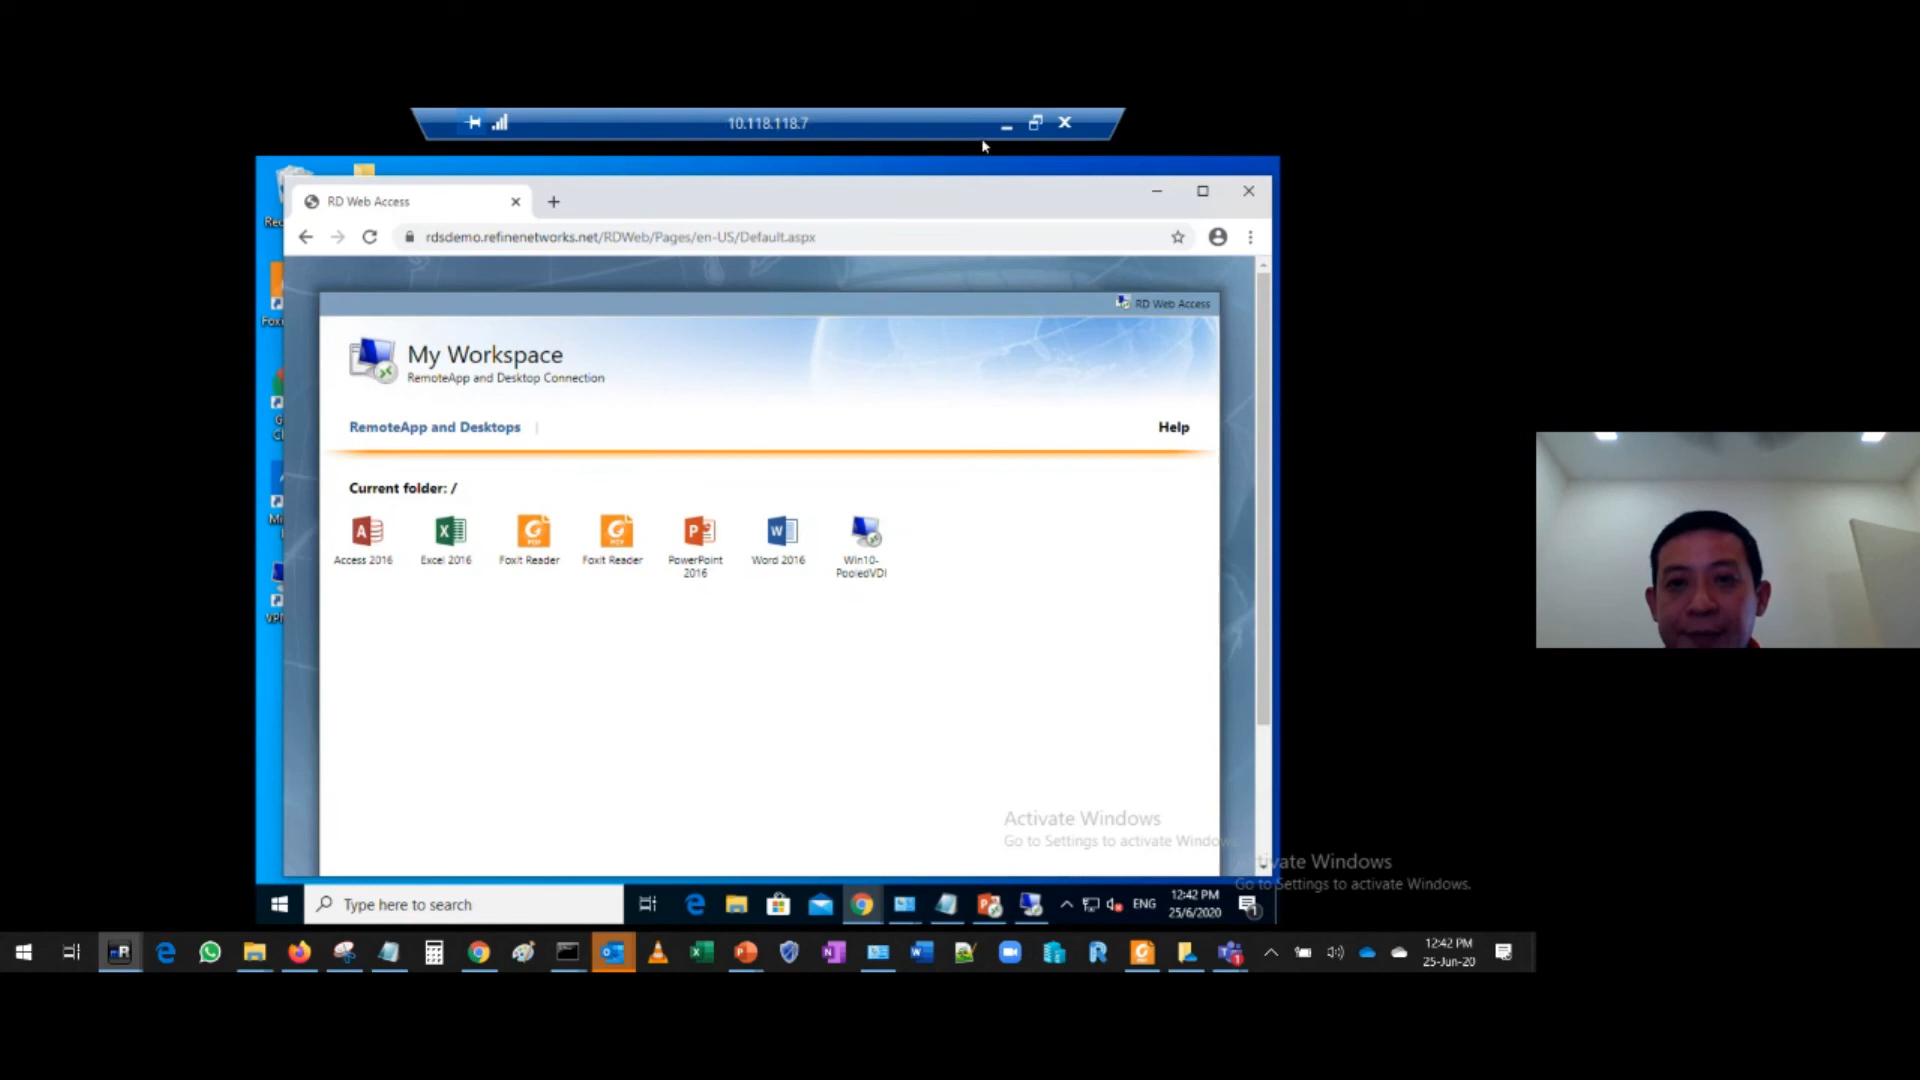 10.118.118.7
RD Web Access
rdsdemo.refinenetworks.net/RDWeb/Pages/en-US/Default.aspx
RD Web Access
My Workspace
RemoteApp and Desktop Connection
RemoteApp and Desktops
Help
Current folder: /
Access 2016
Excel 2016
Foxit Reader
Foxit Reader
PowerPoint
2016
Word 2016
Win10-
PooledVDI
Activate Windows
Go to Settings to activate Windows.
Activate Windows
Go to Settings to activate Windows.
Type here to search
ENG
12:42 PM
25/6/2020
12:42 PM
25-Jun-20